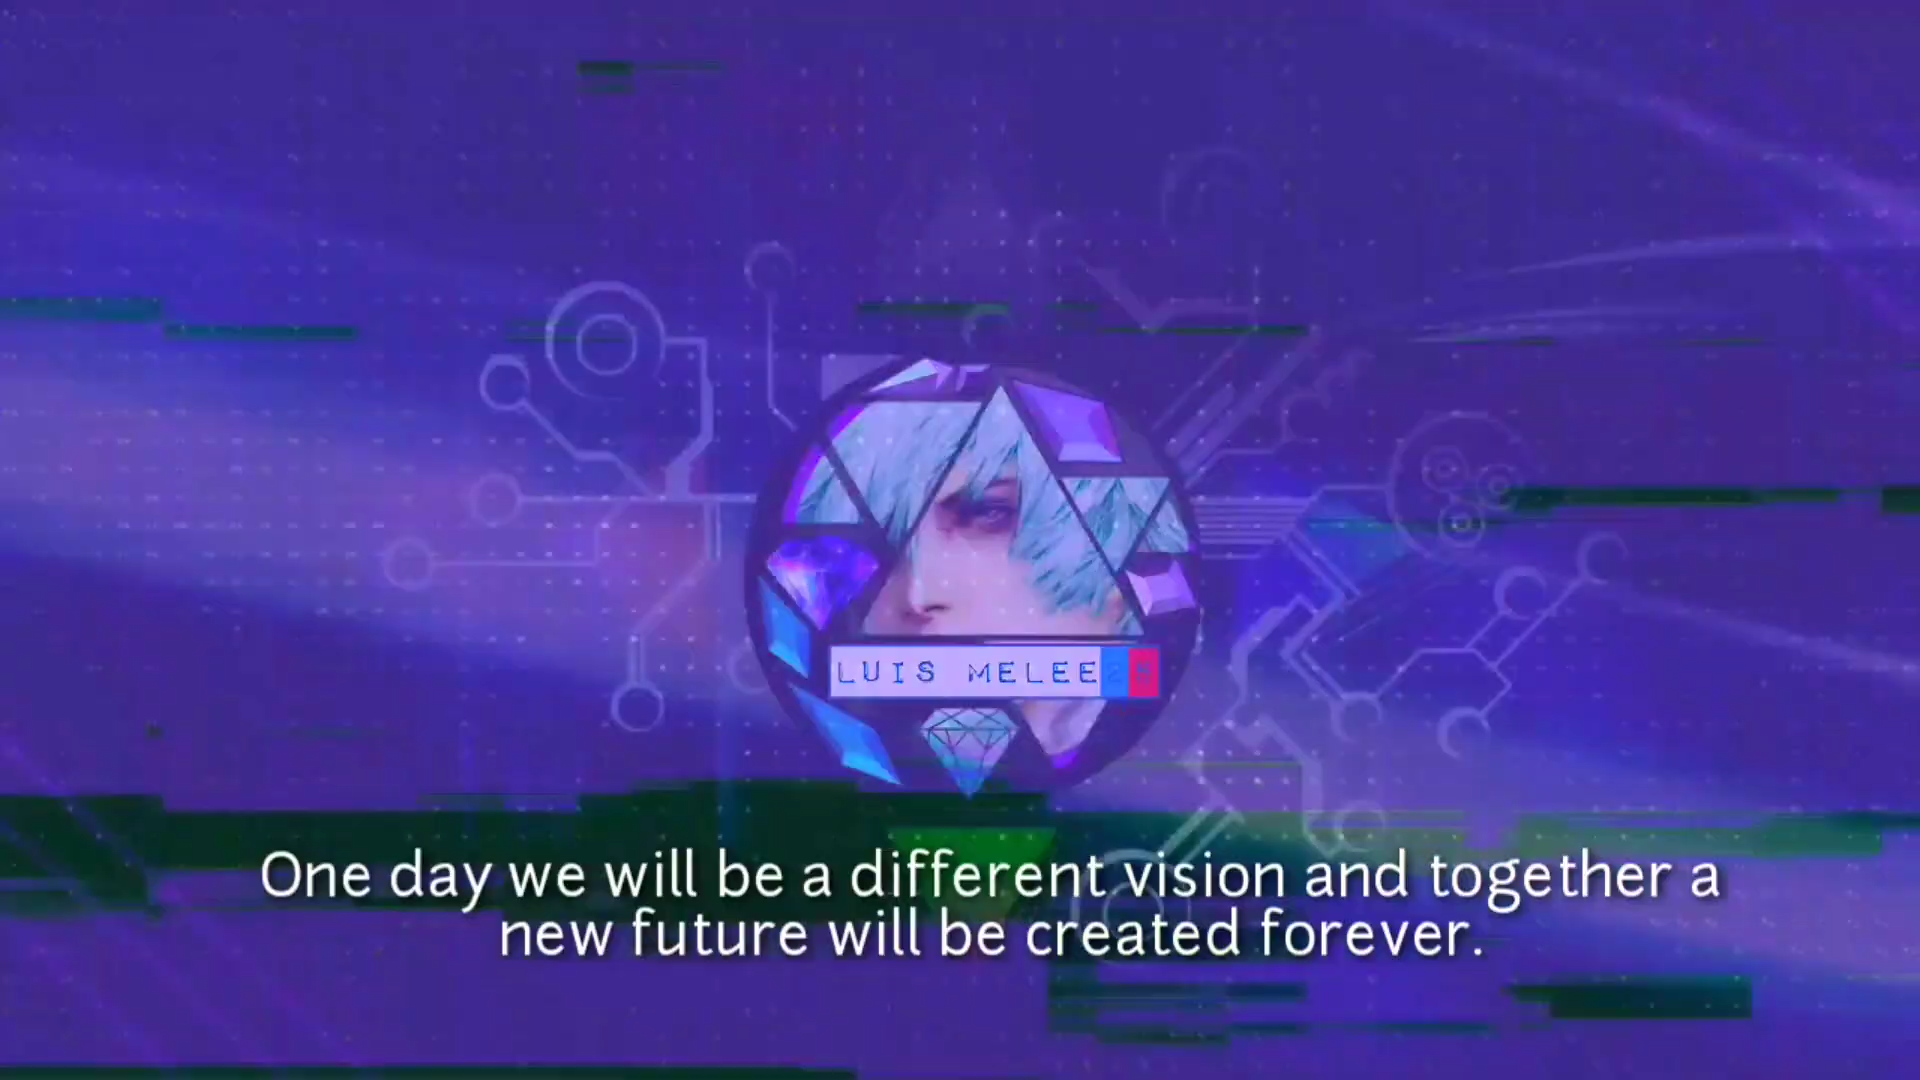 LUIS MELEE
One day we will be a different vision and together a
new future will be created forever.